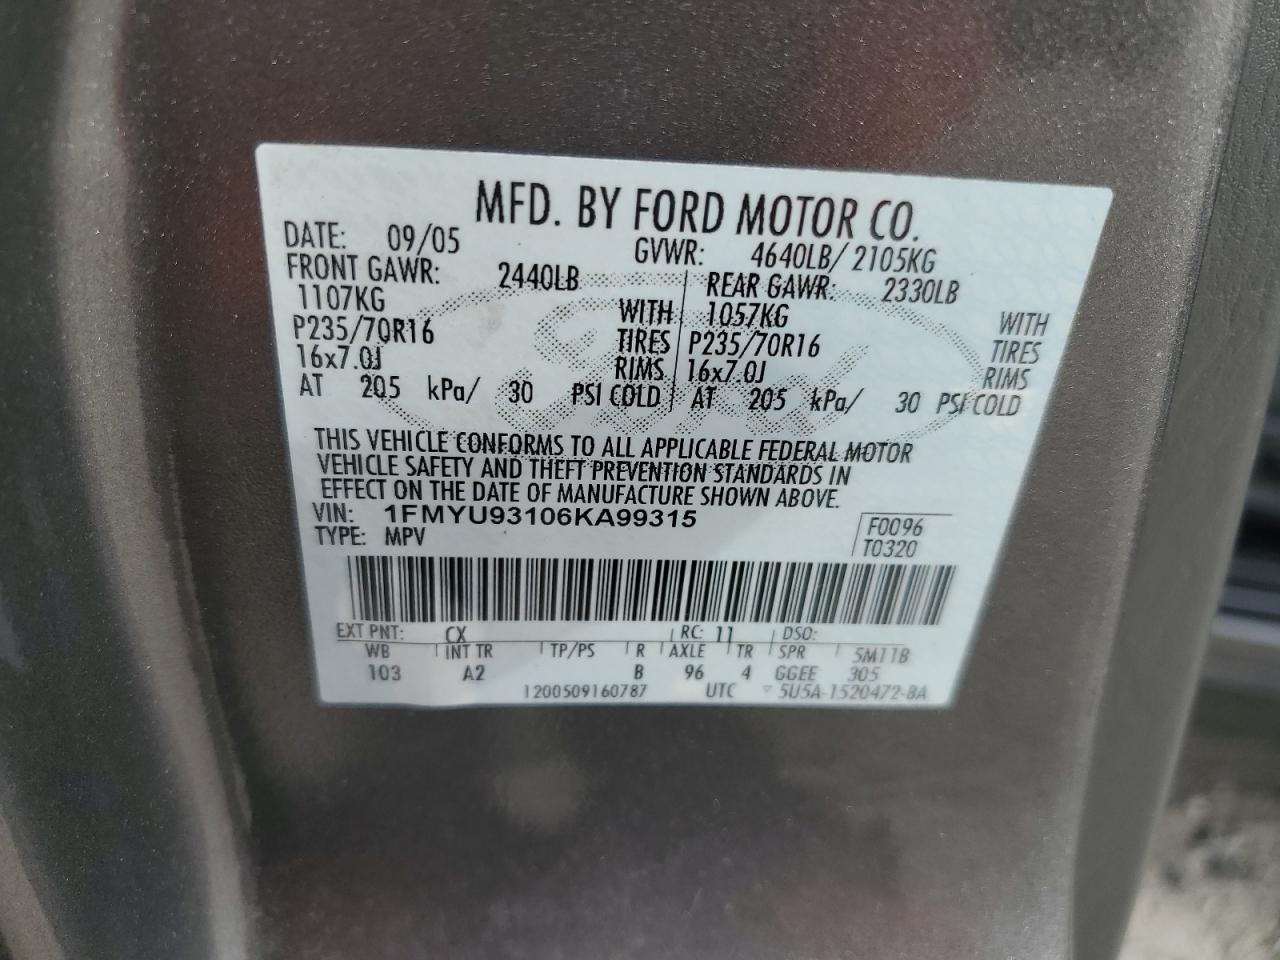 MFD. BY FORD MOTOR CO.
DATE: 09/05 GVWR: 4640LB/ 2105KG
FRONT GAWR: 2440LB REAR GAWR: 2330LB
1107KG WITH 1057KG WITH
P235/70R16 TIRES P235/70R16 TIRES
16x7.0J RIMS 16x7.0J RIMS
AT 205 kPa/ 30 PSI COLD AT 205 kPa/ 30 PSI COLD
THIS VEHICLE CONFORMS TO ALL APPLICABLE FEDERAL MOTOR
VEHICLE SAFETY AND THEFT PREVENTION STANDARDS IN
EFFECT ON THE DATE OF MANUFACTURE SHOWN ABOVE.
VIN: 1FMYU93106KA99315
TYPE: MPV
F0096
T0320
EXT PNT: CX RC: 11 DSO:
WB INT TR TP/PS R AXLE TR SPR 5M11B
103 A2 B 96 4 GGEE 305
1200509160787 UTC 5U5A-1520472-BA